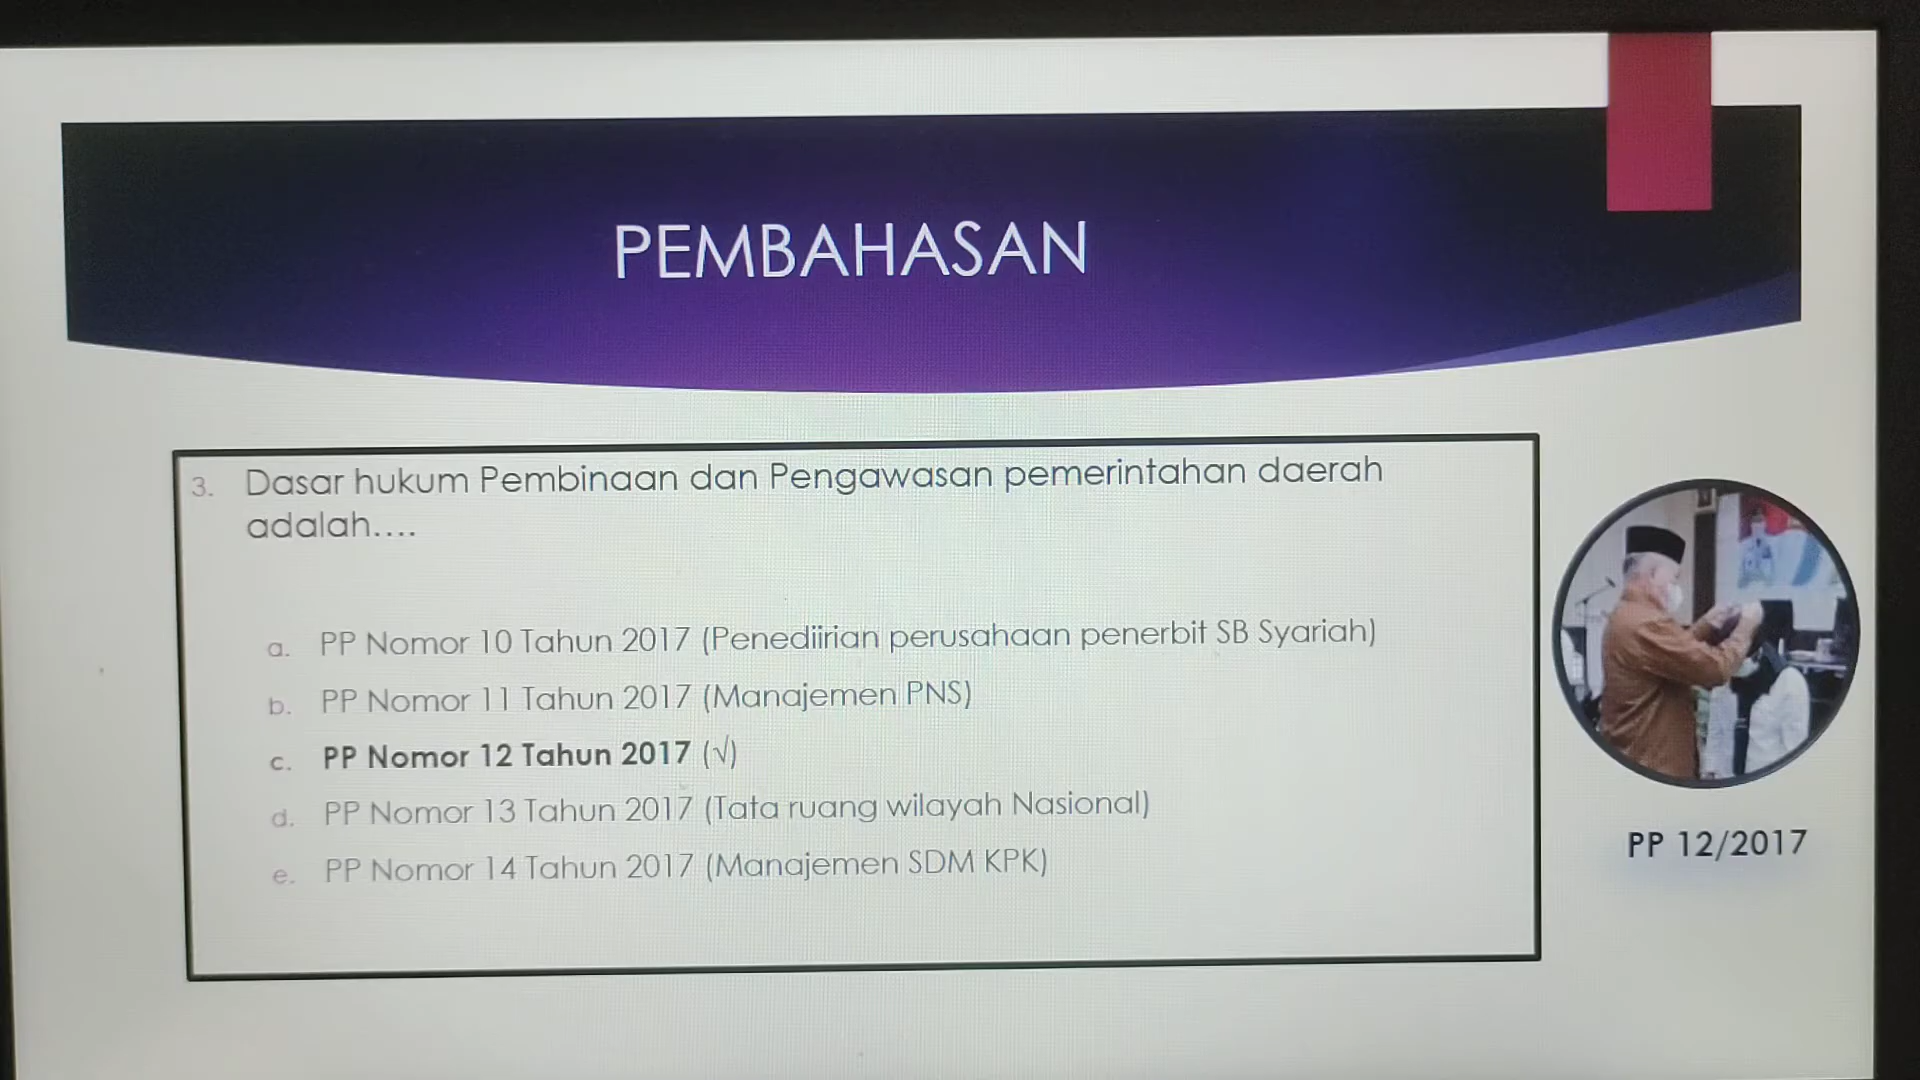 PEMBAHASAN
3. Dasar hukum Pembinaan dan Pengawasan pemerintahan daerah
adalah....
a. PP Nomor 10 Tahun 2017 (Penediirian perusahaan penerbit SB Syariah)
b. PP Nomor 11 Tahun 2017 (Manajemen PNS)
c. PP Nomor 12 Tahun 2017 (√)
d. PP Nomor 13 Tahun 2017 (Tata ruang wilayah Nasional)
e. PP Nomor 14 Tahun 2017 (Manajemen SDM KPK)
PP 12/2017